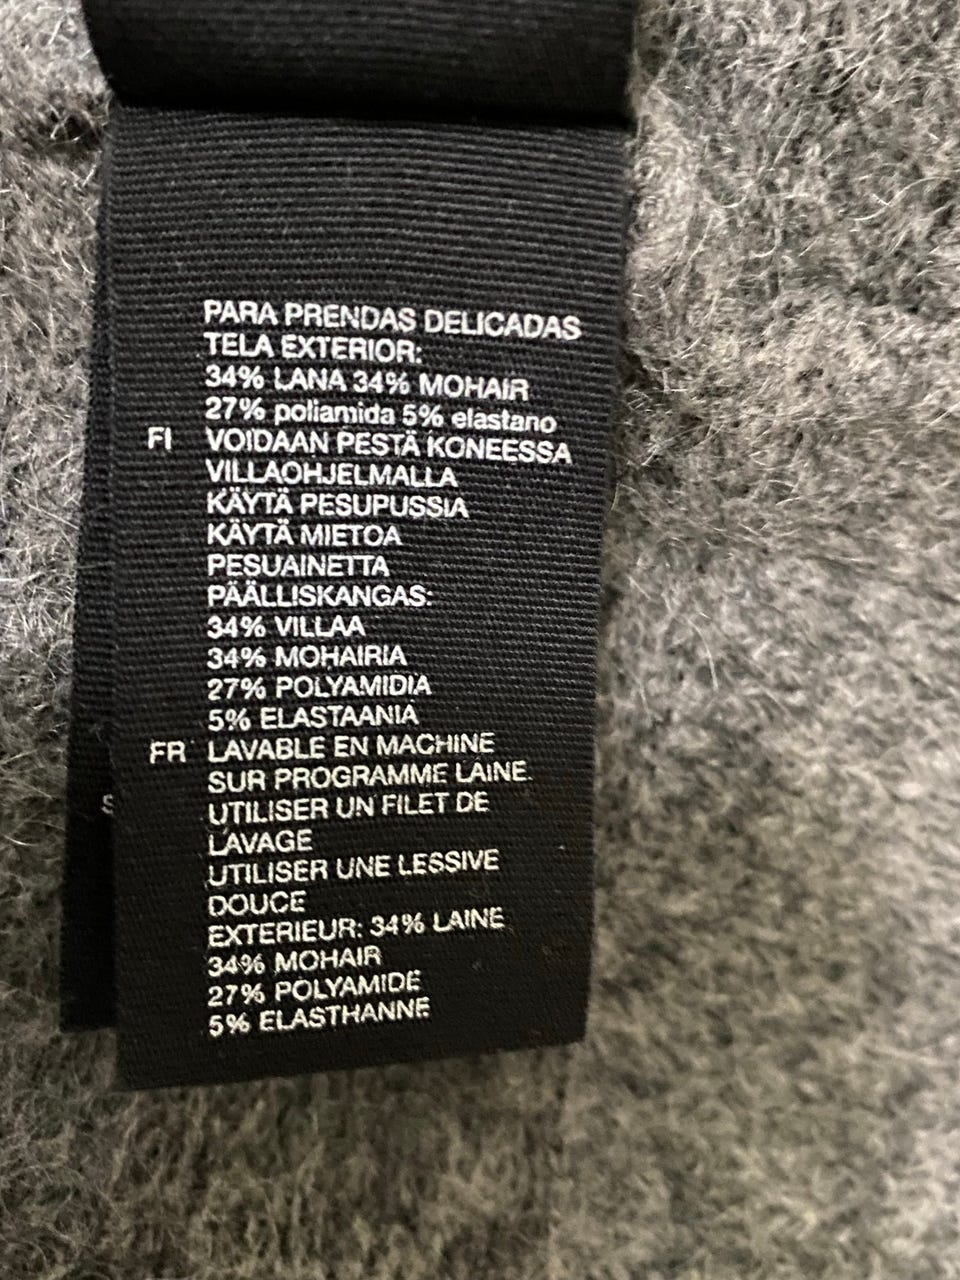 PARA PRENDAS DELICADAS
TELA EXTERIOR:
34% LANA 34% MOHAIR
27% poliamida 5% elastano
FI VOIDAAN PESTÄ KONEESSA
VILLAOHJELMALLA
KÄYTÄ PESUPUSSIA
KÄYTÄ MIETOA
PESUAINETTA
PÄÄLLISKANGAS:
34% VILLAA
34% MOHAIRIA
27% POLYAMIDIA
5% ELASTAANIA
FR LAVABLE EN MACHINE
SUR PROGRAMME LAINE
UTILISER UN FILET DE
LAVAGE
UTILISER UNE LESSIVE
DOUCE
EXTERIEUR: 34% LAINE
34% MOHAIR
27% POLYAMIDE
5% ELASTHANNE